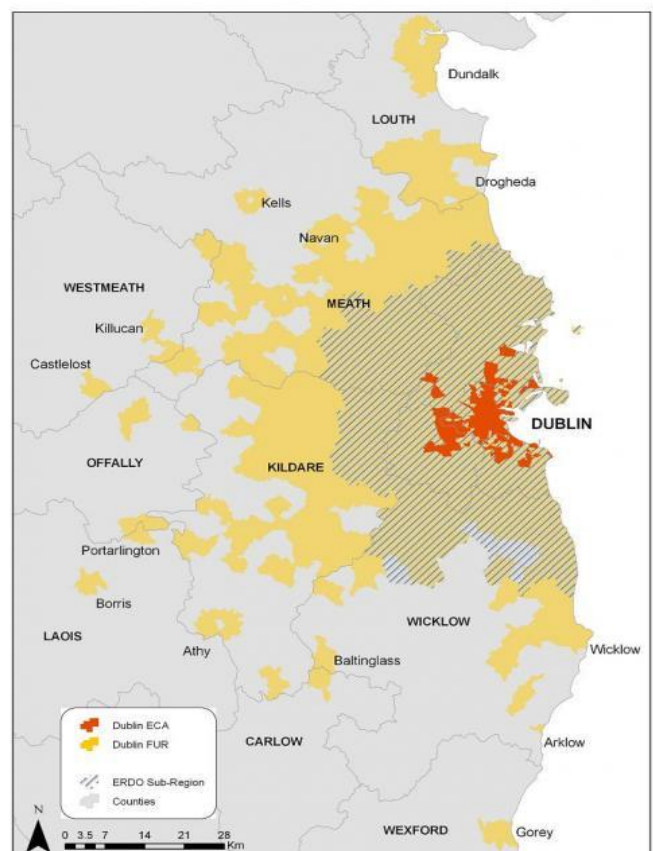 Dundalk
LOUTH
Drogheda
Kells
Navan
WESTMEATH
MEATH
Killucan
Castlelost
DUBLIN
OFFALLY
KILDARE
Portarlington
Borris
WICKLOW
LAOIS
Athy
Baltinglass
Wicklow
CARLOW
Arklow
WEXFORD
Gorey
Dublin ECA
Dublin FUR
ERDO Sub-Region
Counties
N
0 3.5 7 14 21 28
Km